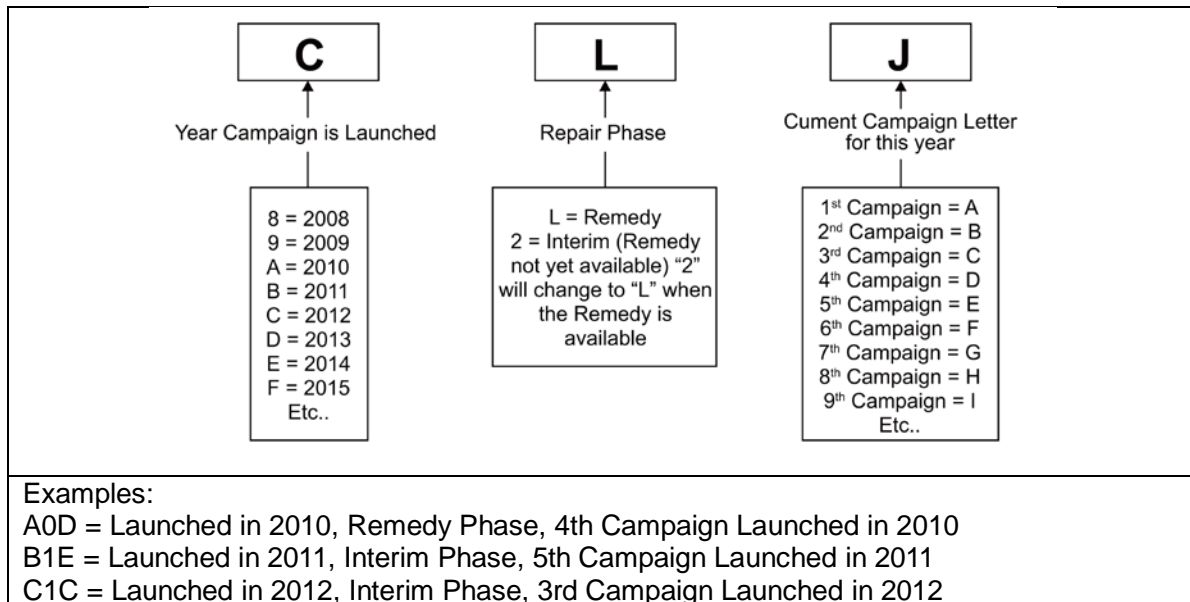 C
L
J
Year Campaign is Launched
Repair Phase
Cument Campaign Letter
for this year
8 = 2008
9 = 2009
A = 2010
B = 2011
C = 2012
D = 2013
E = 2014
F = 2015
Etc..
L = Remedy
2 = Interim (Remedy
not yet available) “2”
will change to “L” when
the Remedy is
available
1st Campaign = A
2nd Campaign = B
3rd Campaign = C
4th Campaign = D
5th Campaign = E
6th Campaign = F
7th Campaign = G
8th Campaign = H
9th Campaign = I
Etc..
Examples:
A0D = Launched in 2010, Remedy Phase, 4th Campaign Launched in 2010
B1E = Launched in 2011, Interim Phase, 5th Campaign Launched in 2011
C1C = Launched in 2012, Interim Phase, 3rd Campaign Launched in 2012